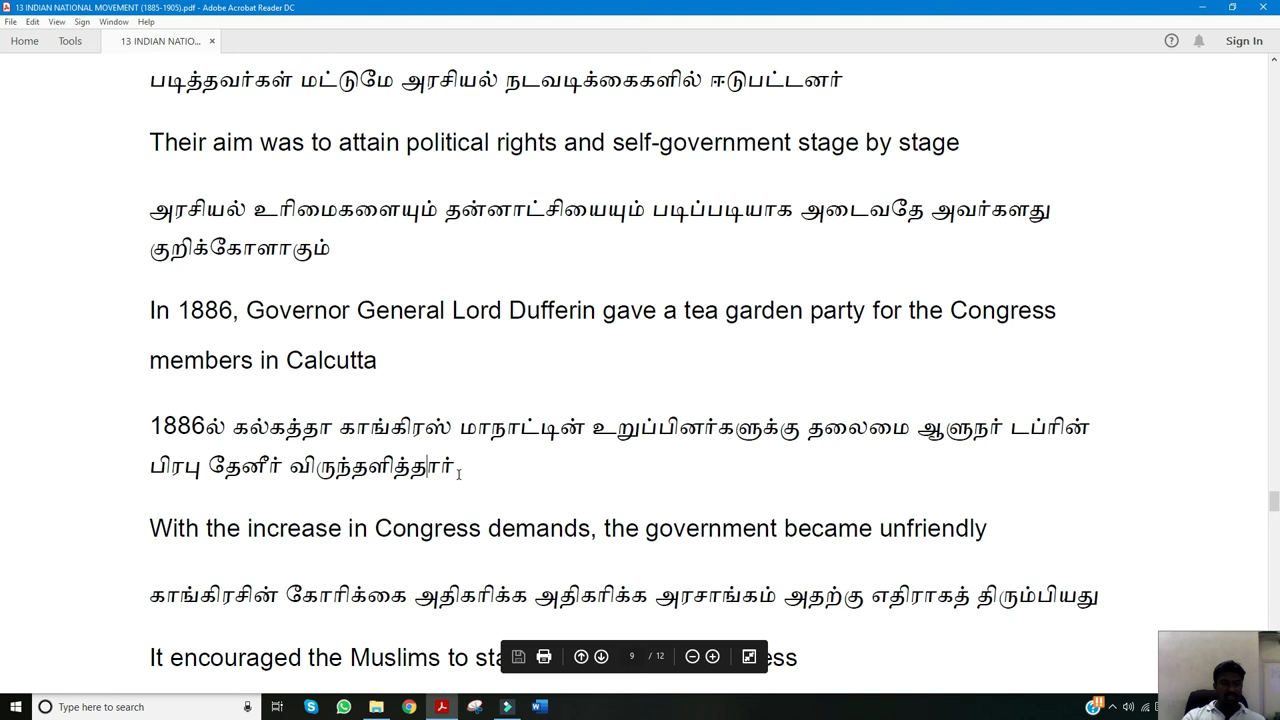 13 INDIAN NATIONAL MOVEMENT (1885-1905).pdf - Adobe Acrobat Reader DC
File Edit View Sign Window Help
Home Tools 13 INDIAN NATIO... × Sign In
படித்தவர்கள் மட்டுமே அரசியல் நடவடிக்கைகளில் ஈடுபட்டனர்
Their aim was to attain political rights and self-government stage by stage
அரசியல் உரிமைகளையும் தன்னாட்சியையும் படிப்படியாக அடைவதே அவர்களது
குறிக்கோளாகும்
In 1886, Governor General Lord Dufferin gave a tea garden party for the Congress
members in Calcutta
1886ல் கல்கத்தா காங்கிரஸ் மாநாட்டின் உறுப்பினர்களுக்கு தலைமை ஆளுநர் டப்ரின்
பிரபு தேனீர் விருந்தளித்தார்
With the increase in Congress demands, the government became unfriendly
காங்கிரசின் கோரிக்கை அதிகரிக்க அதிகரிக்க அரசாங்கம் அதற்கு எதிராகத் திரும்பியது
It encouraged the Muslims to
9 / 12
Type here to search